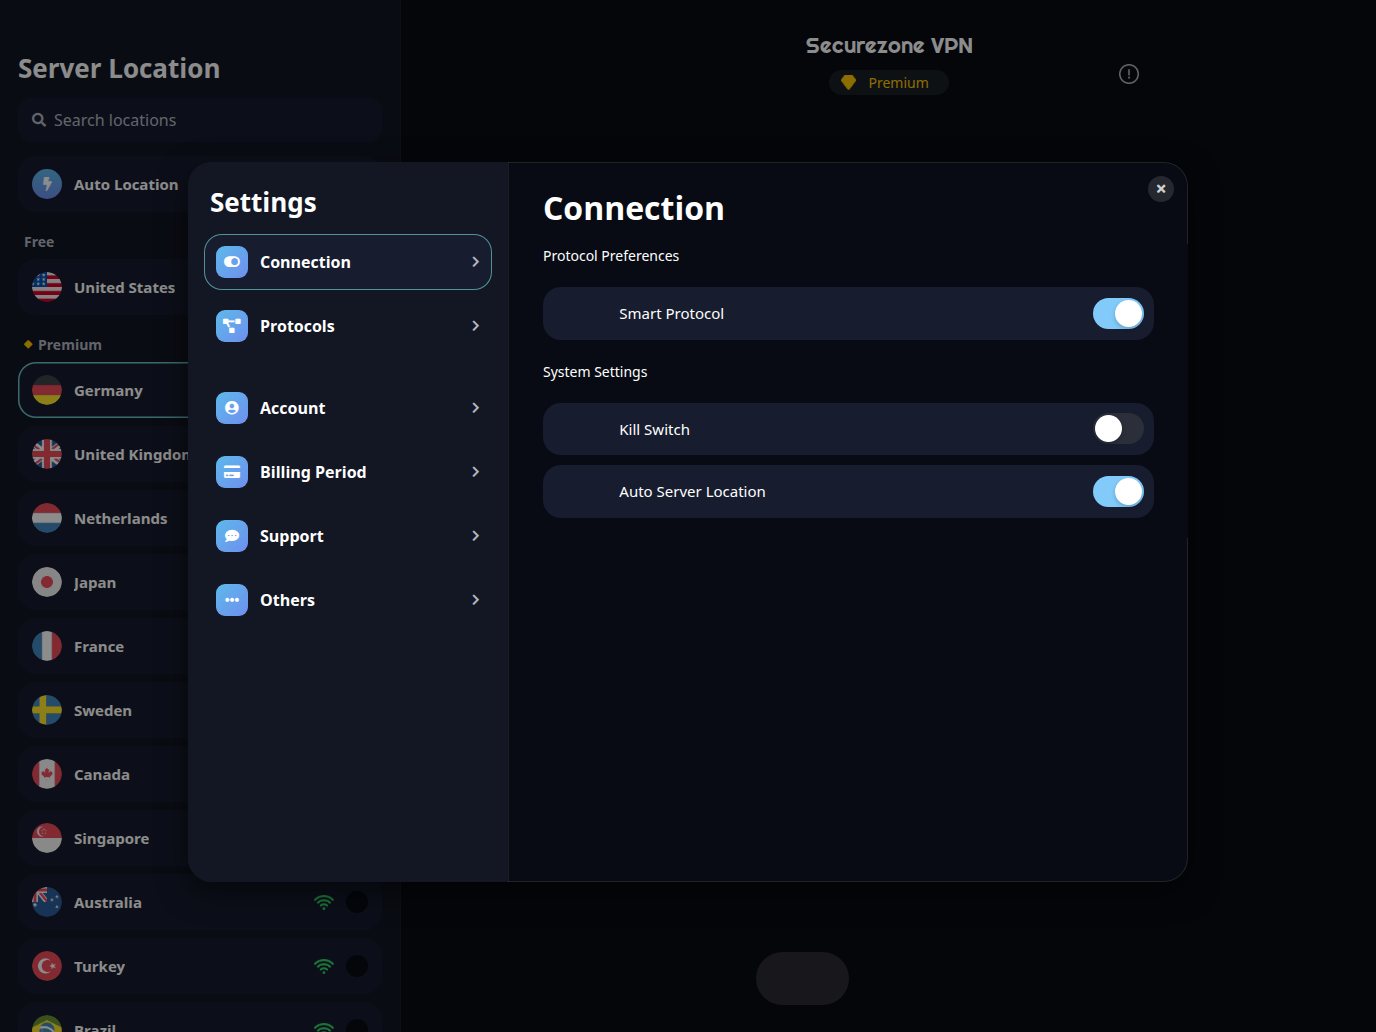 Server Location
Search locations
Auto Location
Free
United States
Premium
Germany
United Kingdom
Netherlands
Japan
France
Sweden
Canada
Singapore
Australia
Turkey
Brazil
Securezone VPN
Premium
Settings
Connection
Protocols
Account
Billing Period
Support
Others
Connection
Protocol Preferences
Smart Protocol
System Settings
Kill Switch
Auto Server Location